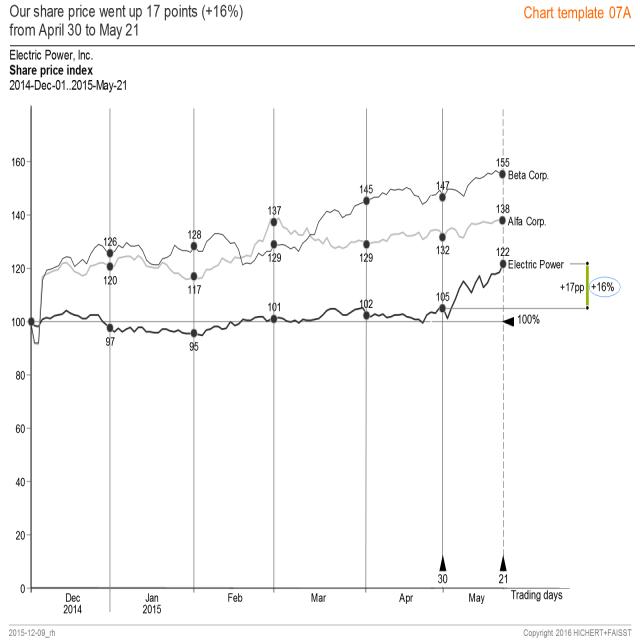 Our share price went up 17 points (+16%)
from April 30 to May 21
Chart template 07A
Electric Power, Inc.
Share price index
2014-Dec-01..2015-May-21
160
140
120
100
80
60
40
20
0
126
120
97
128
117
95
137
129
101
145
129
102
147
132
105
155
Beta Corp.
138
Alfa Corp.
122
Electric Power
+17pp
+16%
100%
30
21
Dec
2014
Jan
2015
Feb
Mar
Apr
May
Trading days
2015-12-09_rh
Copyright 2016 HICHERT+FAISST